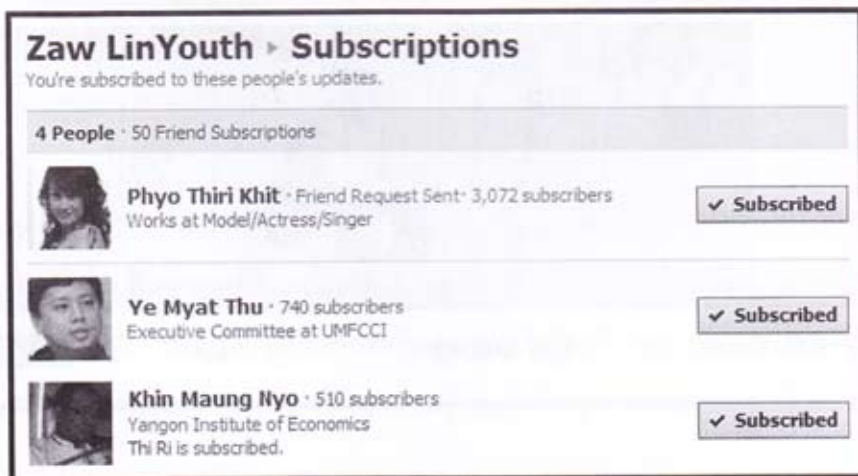 Zaw LinYouth ▸ Subscriptions
You're subscribed to these people's updates.
4 People · 50 Friend Subscriptions
Phyo Thiri Khit · Friend Request Sent· 3,072 subscribers
Works at Model/Actress/Singer
✓ Subscribed
Ye Myat Thu · 740 subscribers
Executive Committee at UMFCCI
✓ Subscribed
Khin Maung Nyo · 510 subscribers
Yangon Institute of Economics
Thi Ri is subscribed.
✓ Subscribed